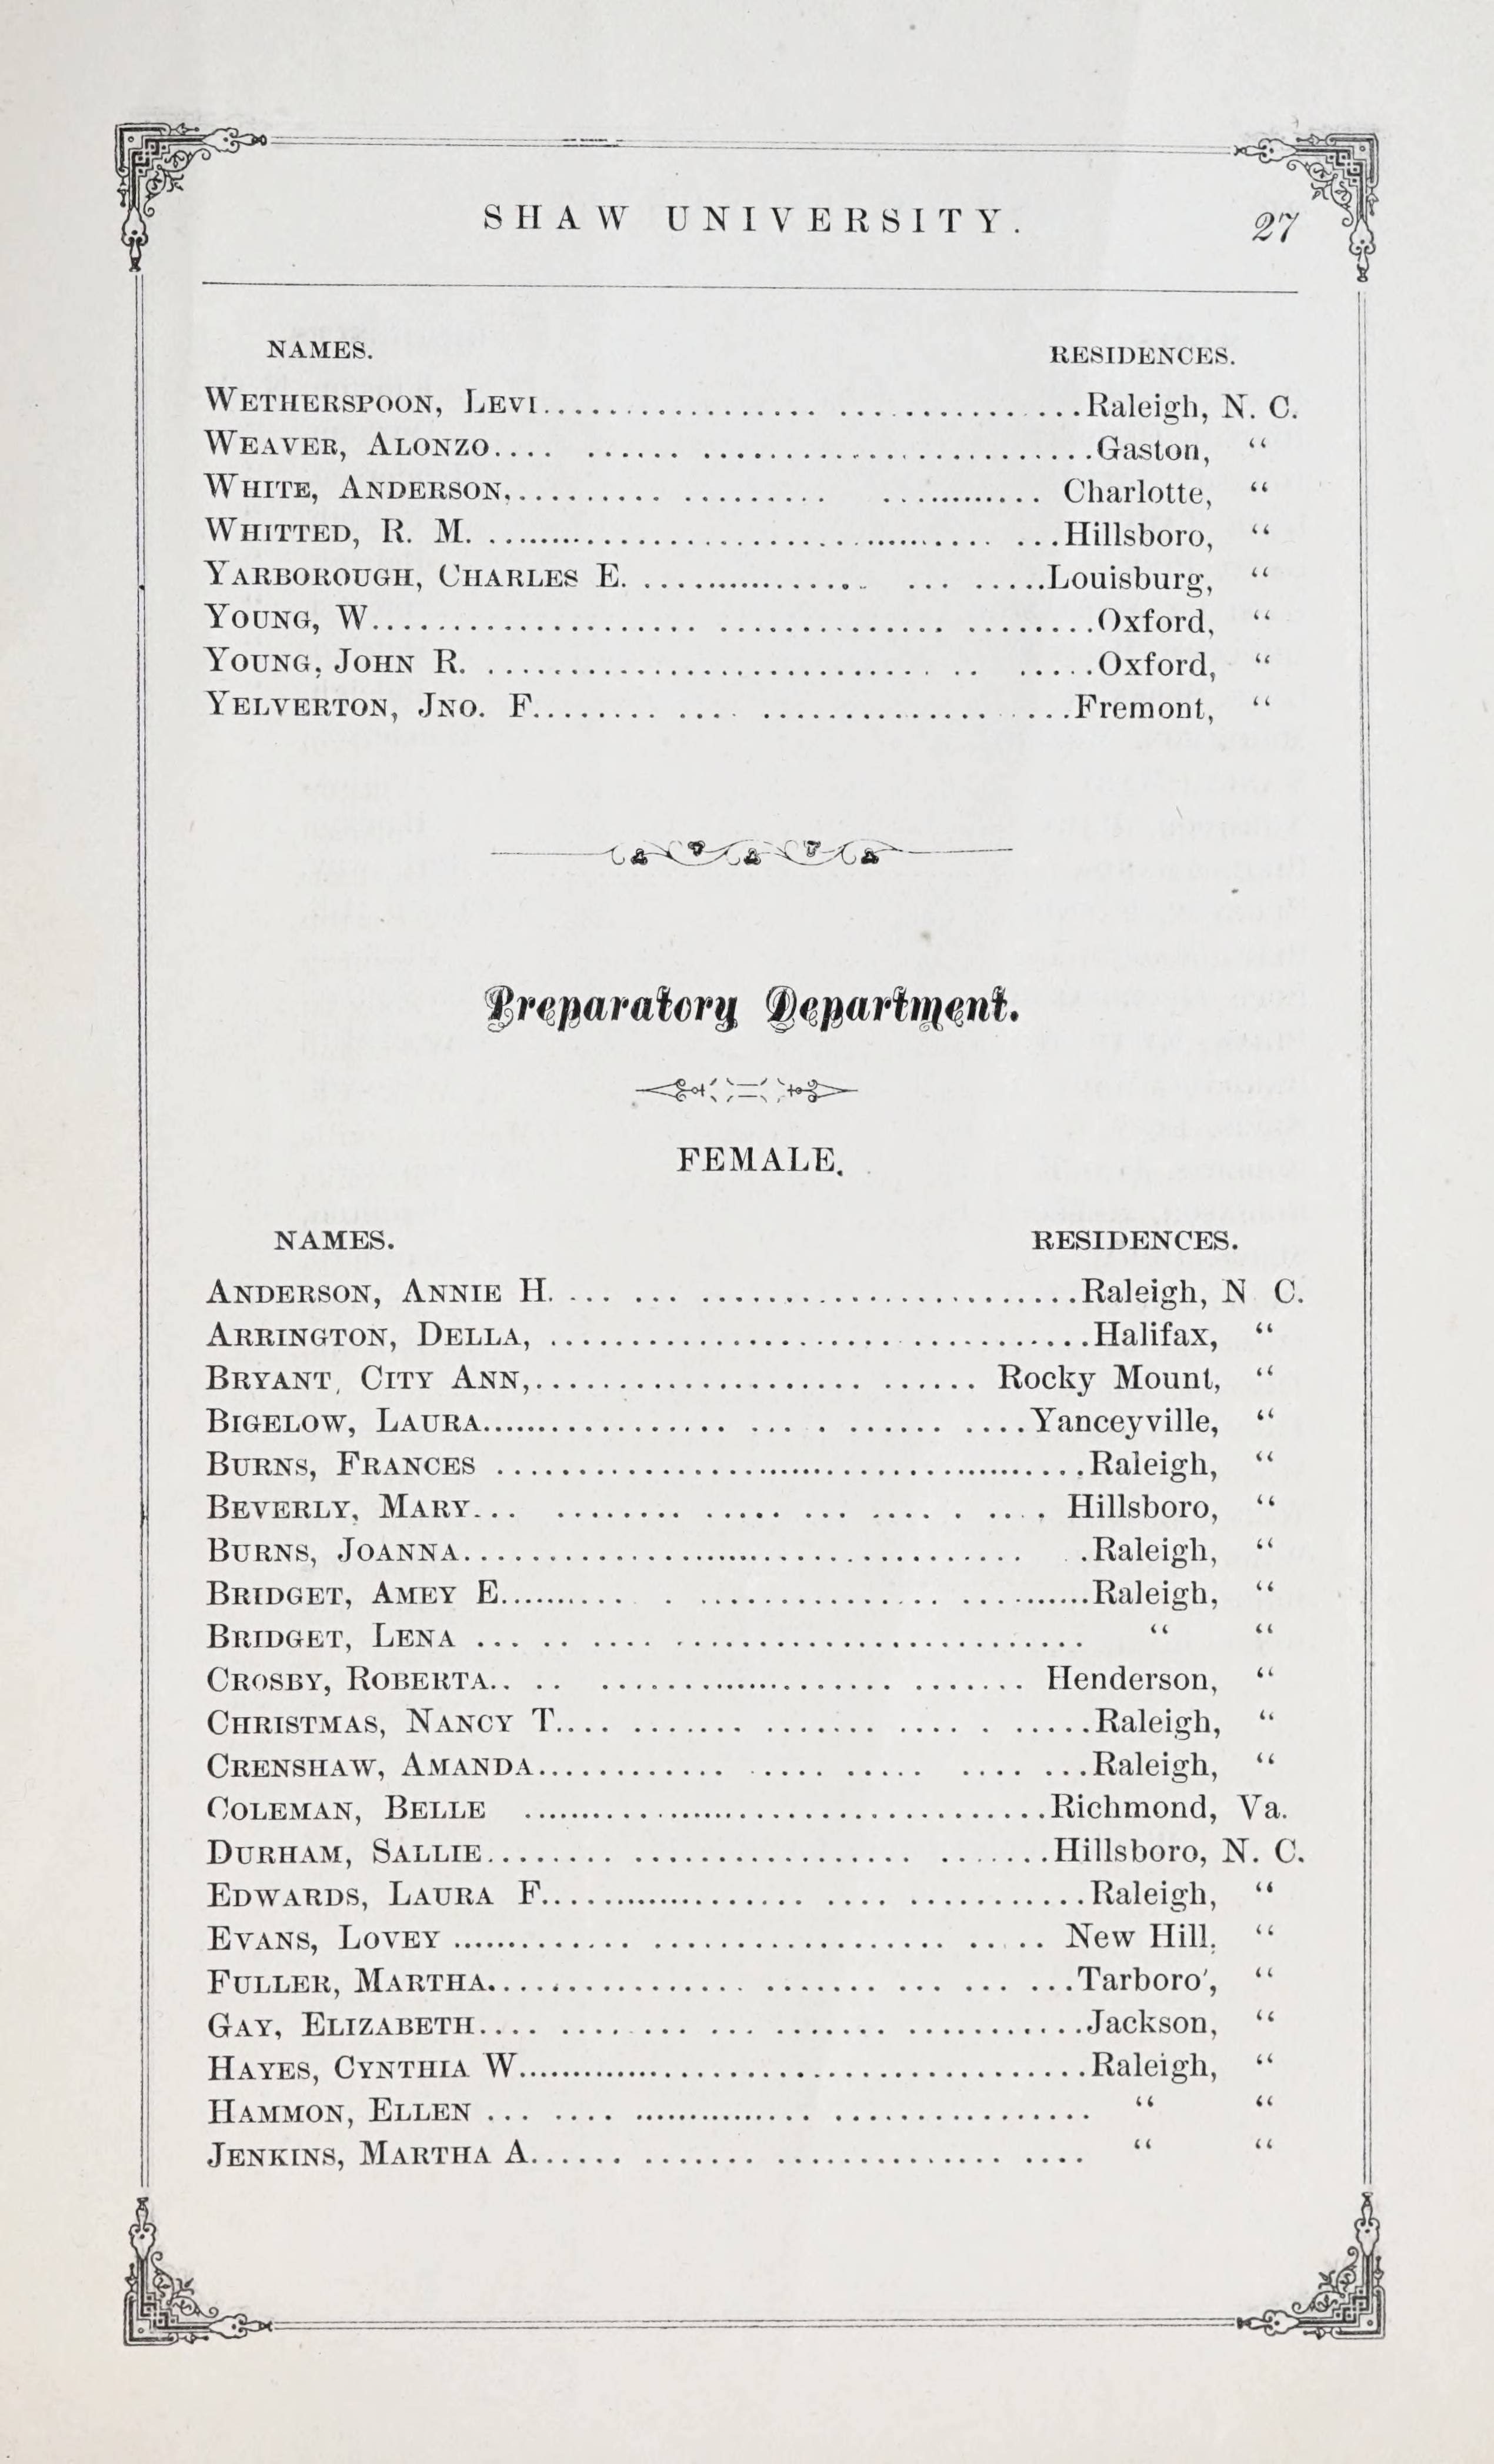 SHAW UNIVERSITY. 27
NAMES. RESIDENCES.
WETHERSPOON, LEVI........Raleigh, N. C.
WEAVER, ALONZO........Gaston, “
WHITE, ANDERSON,........Charlotte, “
WHITTED, R. M. ........Hillsboro, “
YARBOROUGH, CHARLES E. ........Louisburg, “
YOUNG, W........Oxford, “
YOUNG, JOHN R. ........Oxford, “
YELVERTON, JNO. F........Fremont, “
Preparatory Department.
FEMALE.
NAMES. RESIDENCES.
ANDERSON, ANNIE H. ........Raleigh, N C.
ARRINGTON, DELLA, ........Halifax, “
BRYANT, CITY ANN,........Rocky Mount, “
BIGELOW, LAURA........Yanceyville, “
BURNS, FRANCES ........Raleigh, “
BEVERLY, MARY........Hillsboro, “
BURNS, JOANNA........Raleigh, “
BRIDGET, AMEY E........Raleigh, “
BRIDGET, LENA ........ “ “
CROSBY, ROBERTA........Henderson, “
CHRISTMAS, NANCY T........Raleigh, “
CRENSHAW, AMANDA........Raleigh, “
COLEMAN, BELLE ........Richmond, Va.
DURHAM, SALLIE........Hillsboro, N. C.
EDWARDS, LAURA F........Raleigh, “
EVANS, LOVEY ........New Hill, “
FULLER, MARTHA........Tarboro', “
GAY, ELIZABETH........Jackson, “
HAYES, CYNTHIA W........Raleigh, “
HAMMON, ELLEN ........ “ “
JENKINS, MARTHA A........ “ “